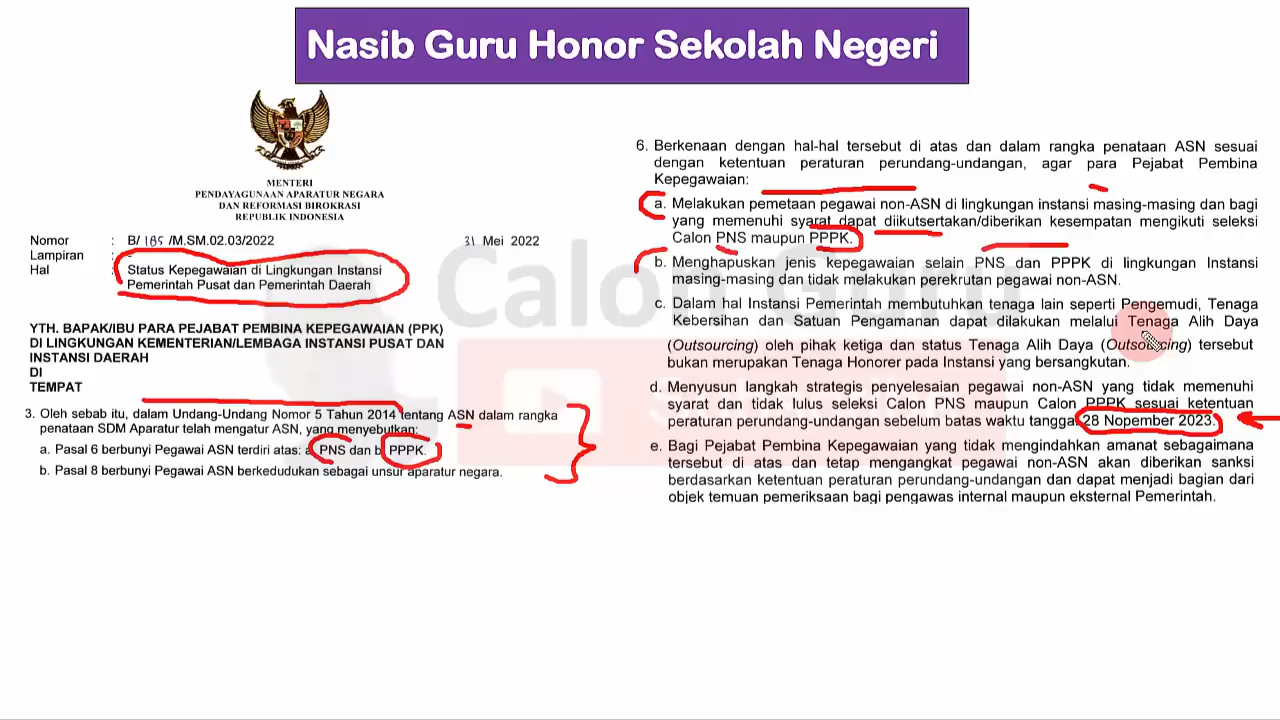 Nasib Guru Honor Sekolah Negeri
MENTERI
PENDAYAGUNAAN APARATUR NEGARA
DAN REFORMASI BIROKRASI
REPUBLIK INDONESIA
Nomor : B/ 185 /M.SM.02.03/2022 31 Mei 2022
Lampiran : -
Hal : Status Kepegawaian di Lingkungan Instansi
Pemerintah Pusat dan Pemerintah Daerah
YTH. BAPAK/IBU PARA PEJABAT PEMBINA KEPEGAWAIAN (PPK)
DI LINGKUNGAN KEMENTERIAN/LEMBAGA INSTANSI PUSAT DAN
INSTANSI DAERAH
DI
TEMPAT
3. Oleh sebab itu, dalam Undang-Undang Nomor 5 Tahun 2014 tentang ASN dalam rangka
penataan SDM Aparatur telah mengatur ASN, yang menyebutkan:
a. Pasal 6 berbunyi Pegawai ASN terdiri atas: a. PNS dan b. PPPK.
b. Pasal 8 berbunyi Pegawai ASN berkedudukan sebagai unsur aparatur negara.
6. Berkenaan dengan hal-hal tersebut di atas dan dalam rangka penataan ASN sesuai
dengan ketentuan peraturan perundang-undangan, agar para Pejabat Pembina
Kepegawaian:
a. Melakukan pemetaan pegawai non-ASN di lingkungan instansi masing-masing dan bagi
yang memenuhi syarat dapat diikutsertakan/diberikan kesempatan mengikuti seleksi
Calon PNS maupun PPPK.
b. Menghapuskan jenis kepegawaian selain PNS dan PPPK di lingkungan Instansi
masing-masing dan tidak melakukan perekrutan pegawai non-ASN.
c. Dalam hal Instansi Pemerintah membutuhkan tenaga lain seperti Pengemudi, Tenaga
Kebersihan dan Satuan Pengamanan dapat dilakukan melalui Tenaga Alih Daya
(Outsourcing) oleh pihak ketiga dan status Tenaga Alih Daya (Outsourcing) tersebut
bukan merupakan Tenaga Honorer pada Instansi yang bersangkutan.
d. Menyusun langkah strategis penyelesaian pegawai non-ASN yang tidak memenuhi
syarat dan tidak lulus seleksi Calon PNS maupun Calon PPPK sesuai ketentuan
peraturan perundang-undangan sebelum batas waktu tangga 28 Nopember 2023.
e. Bagi Pejabat Pembina Kepegawaian yang tidak mengindahkan amanat sebagaimana
tersebut di atas dan tetap mengangkat pegawai non-ASN akan diberikan sanksi
berdasarkan ketentuan peraturan perundang-undangan dan dapat menjadi bagian dari
objek temuan pemeriksaan bagi pengawas internal maupun eksternal Pemerintah.
Calon Guru